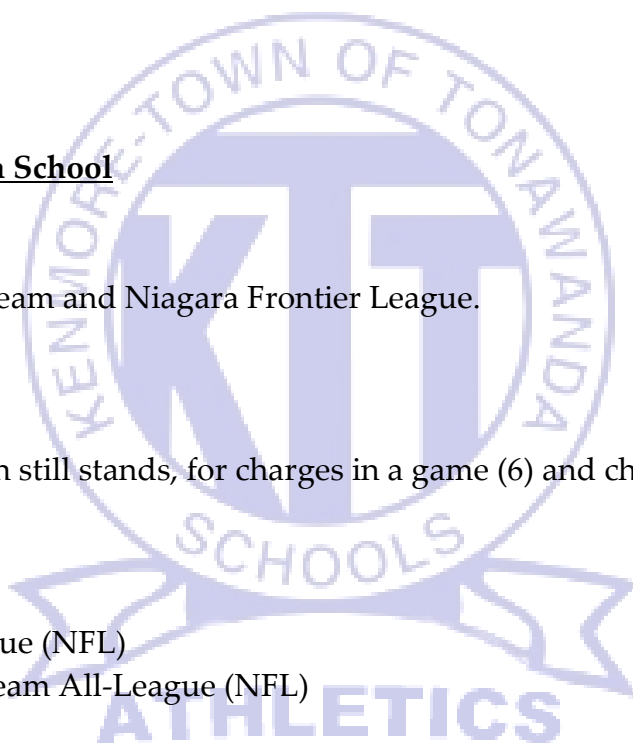 KENMORE-TOWN OF TONAWANDA
School
KTT
eam and Niagara Frontier League.
still stands, for charges in a game (6) and ch
SCHOOLS
ue (NFL)
eam All-League (NFL)
ATHLETICS